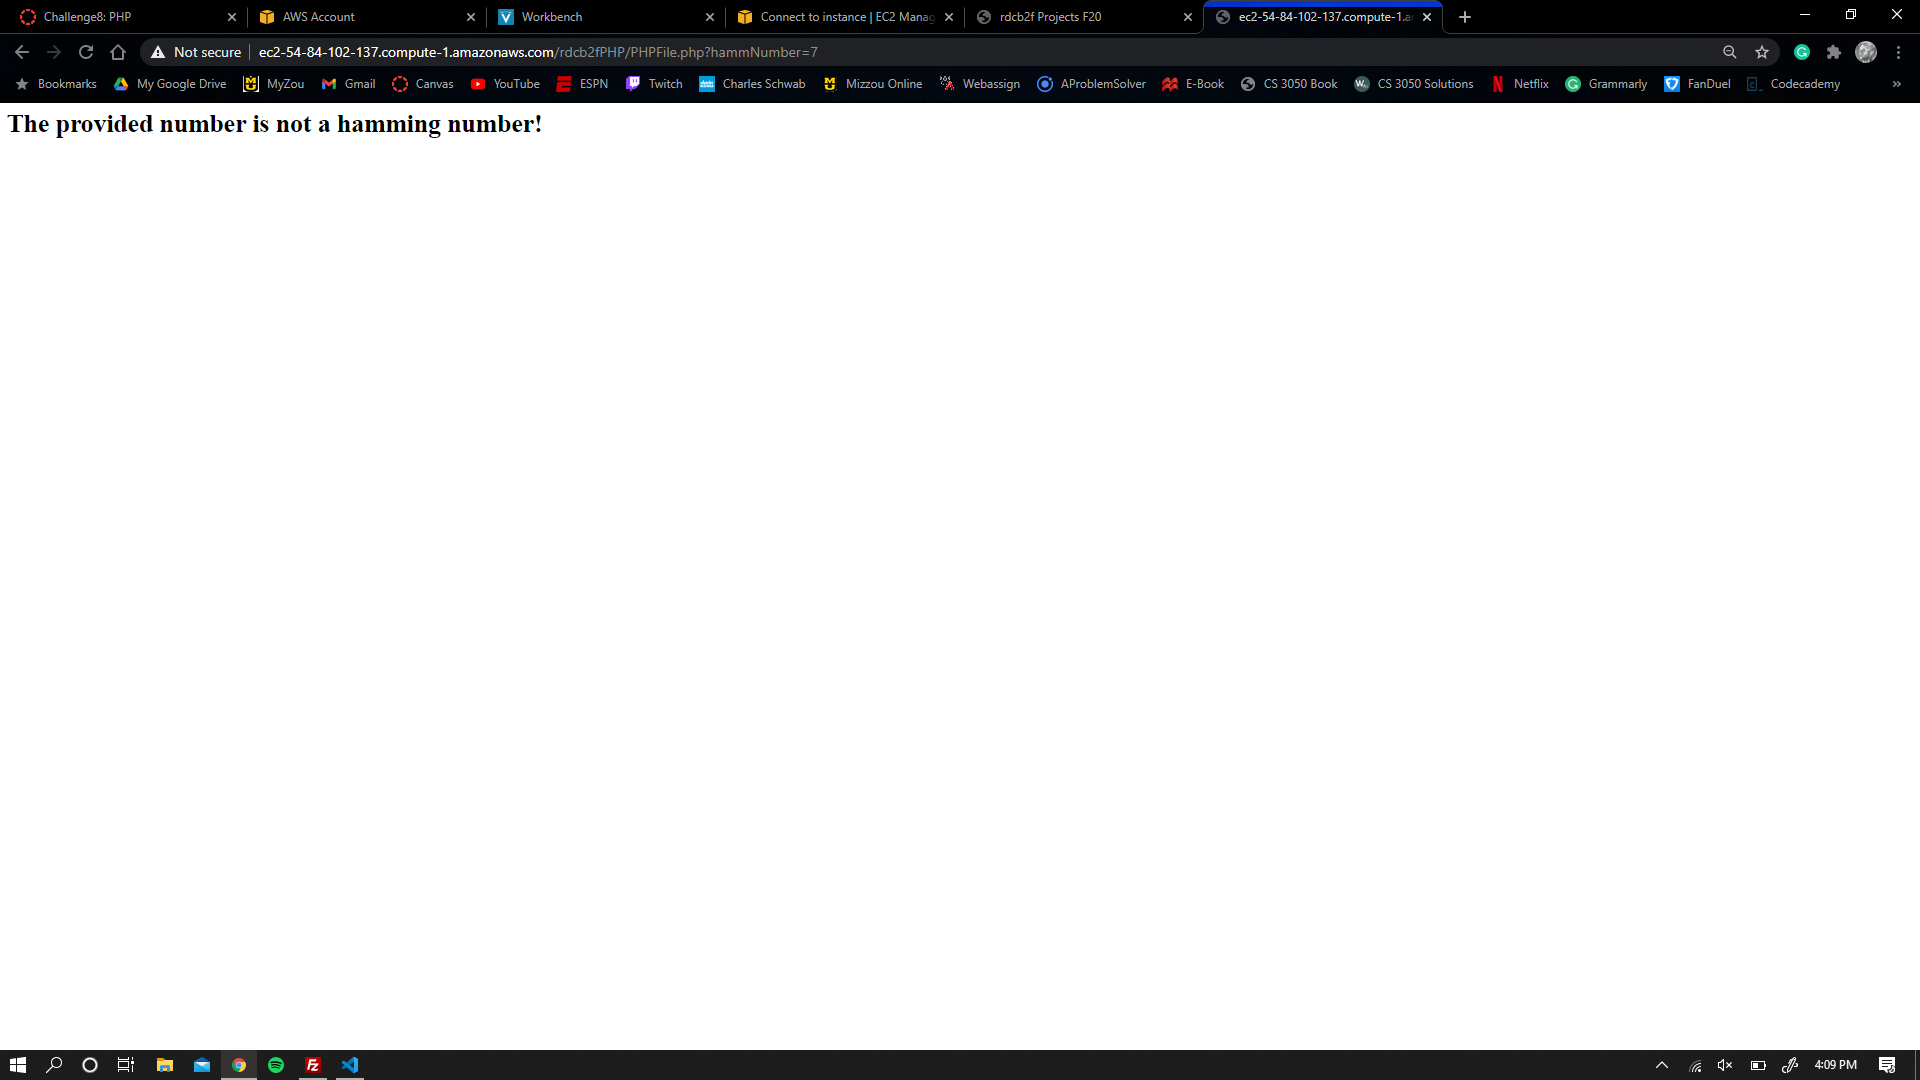 Challenge8: PHP
AWS Account
Workbench
Connect to instance | EC2 Manag
rdcb2f Projects F20
ec2-54-84-102-137.compute-1.a
Not secure
ec2-54-84-102-137.compute-1.amazonaws.com/rdcb2fPHP/PHPFile.php?hammNumber=7
Bookmarks
My Google Drive
MyZou
Gmail
Canvas
YouTube
ESPN
Twitch
Charles Schwab
Mizzou Online
Webassign
AProblemSolver
E-Book
CS 3050 Book
CS 3050 Solutions
Netflix
Grammarly
FanDuel
Codecademy
The provided number is not a hamming number!
4:09 PM